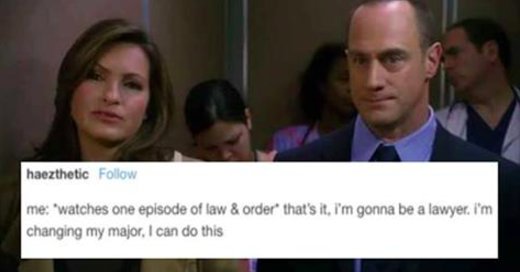 haezthetic Follow
me: *watches one episode of law & order* that's it, i'm gonna be a lawyer. i'm
changing my major, I can do this